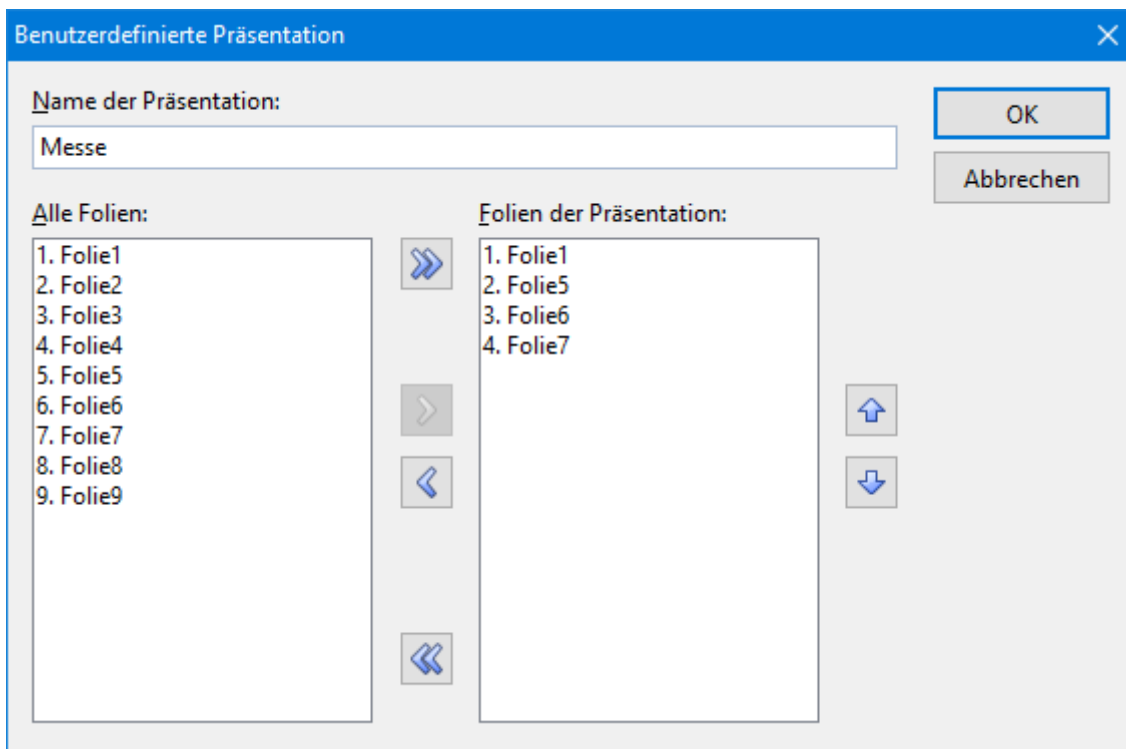 Benutzerdefinierte Präsentation
Name der Präsentation:
Messe
OK
Abbrechen
Alle Folien:
1. Folie1
2. Folie2
3. Folie3
4. Folie4
5. Folie5
6. Folie6
7. Folie7
8. Folie8
9. Folie9
Folien der Präsentation:
1. Folie1
2. Folie5
3. Folie6
4. Folie7